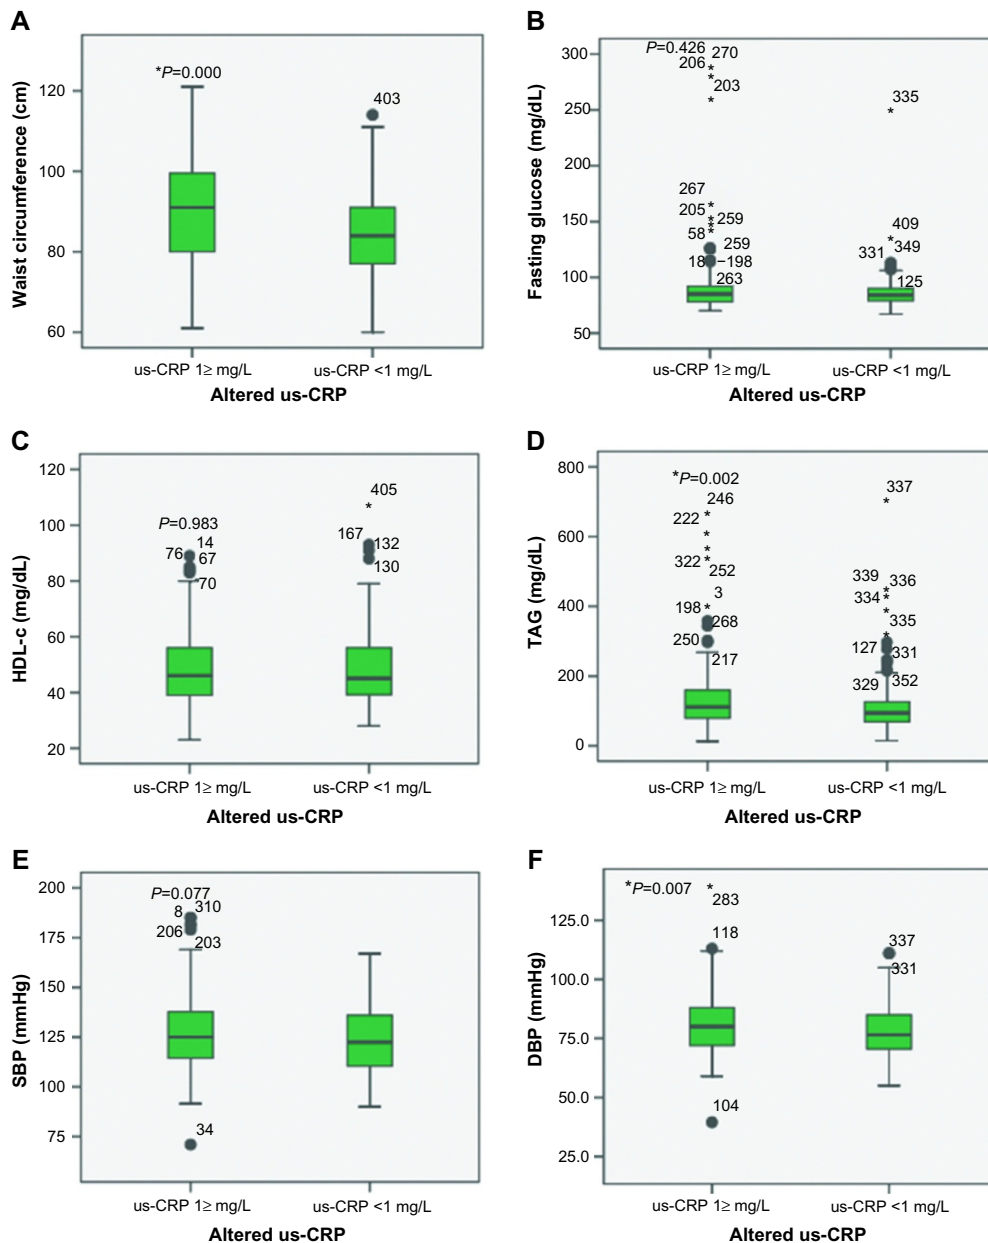 A
Waist circumference (cm)
120
100
80
60
*P=0.000
403
us-CRP 1≥ mg/L
us-CRP <1 mg/L
Altered us-CRP
B
Fasting glucose (mg/dL)
300
250
200
150
100
50
P=0.426
270
206
203
335
267
205
259
58
259
18
198
263
409
331
349
125
us-CRP 1≥ mg/L
us-CRP <1 mg/L
Altered us-CRP
C
HDL-c (mg/dL)
120
100
80
60
40
20
P=0.983
14
76
67
70
405
167
132
130
us-CRP 1≥ mg/L
us-CRP <1 mg/L
Altered us-CRP
D
TAG (mg/dL)
800
600
400
200
0
*P=0.002
246
222
322
252
3
198
268
250
217
337
339
336
334
335
127
331
329
352
us-CRP 1≥ mg/L
us-CRP <1 mg/L
Altered us-CRP
E
SBP (mmHg)
200
175
150
125
100
75
P=0.077
8
310
206
203
34
us-CRP 1≥ mg/L
us-CRP <1 mg/L
Altered us-CRP
F
DBP (mmHg)
125.0
100.0
75.0
50.0
25.0
*P=0.007
283
118
104
337
331
us-CRP 1≥ mg/L
us-CRP <1 mg/L
Altered us-CRP